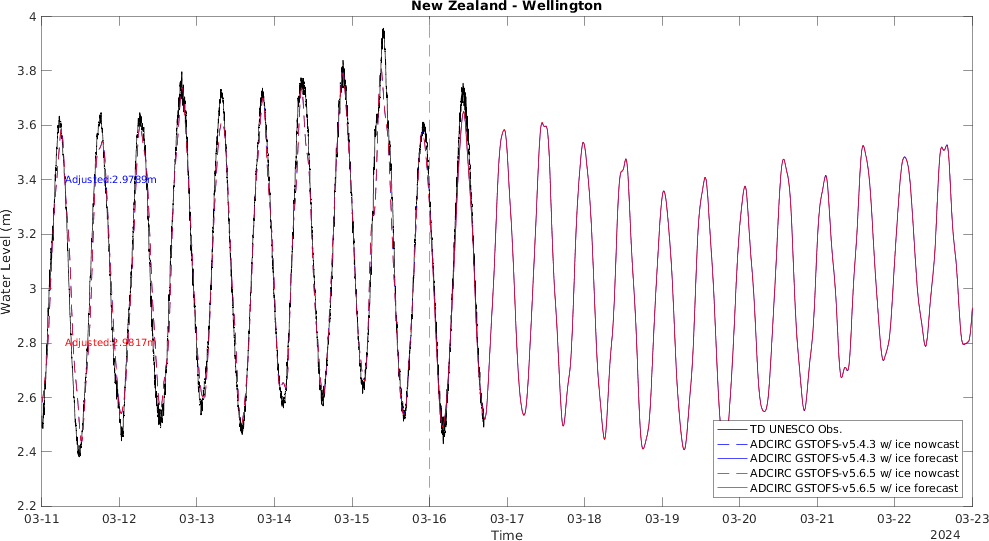 New Zealand - Wellington
4
3.8
3.6
3.4
3.2
3
2.8
2.6
2.4
2.2
Water Level (m)
Adjusted:2.9789m
Adjusted:2.9817m
TD UNESCO Obs.
ADCIRC GSTOFS-v5.4.3 w/ ice nowcast
ADCIRC GSTOFS-v5.4.3 w/ ice forecast
ADCIRC GSTOFS-v5.6.5 w/ ice nowcast
ADCIRC GSTOFS-v5.6.5 w/ ice forecast
03-11 03-12 03-13 03-14 03-15 03-16 03-17 03-18 03-19 03-20 03-21 03-22 03-23
Time
2024